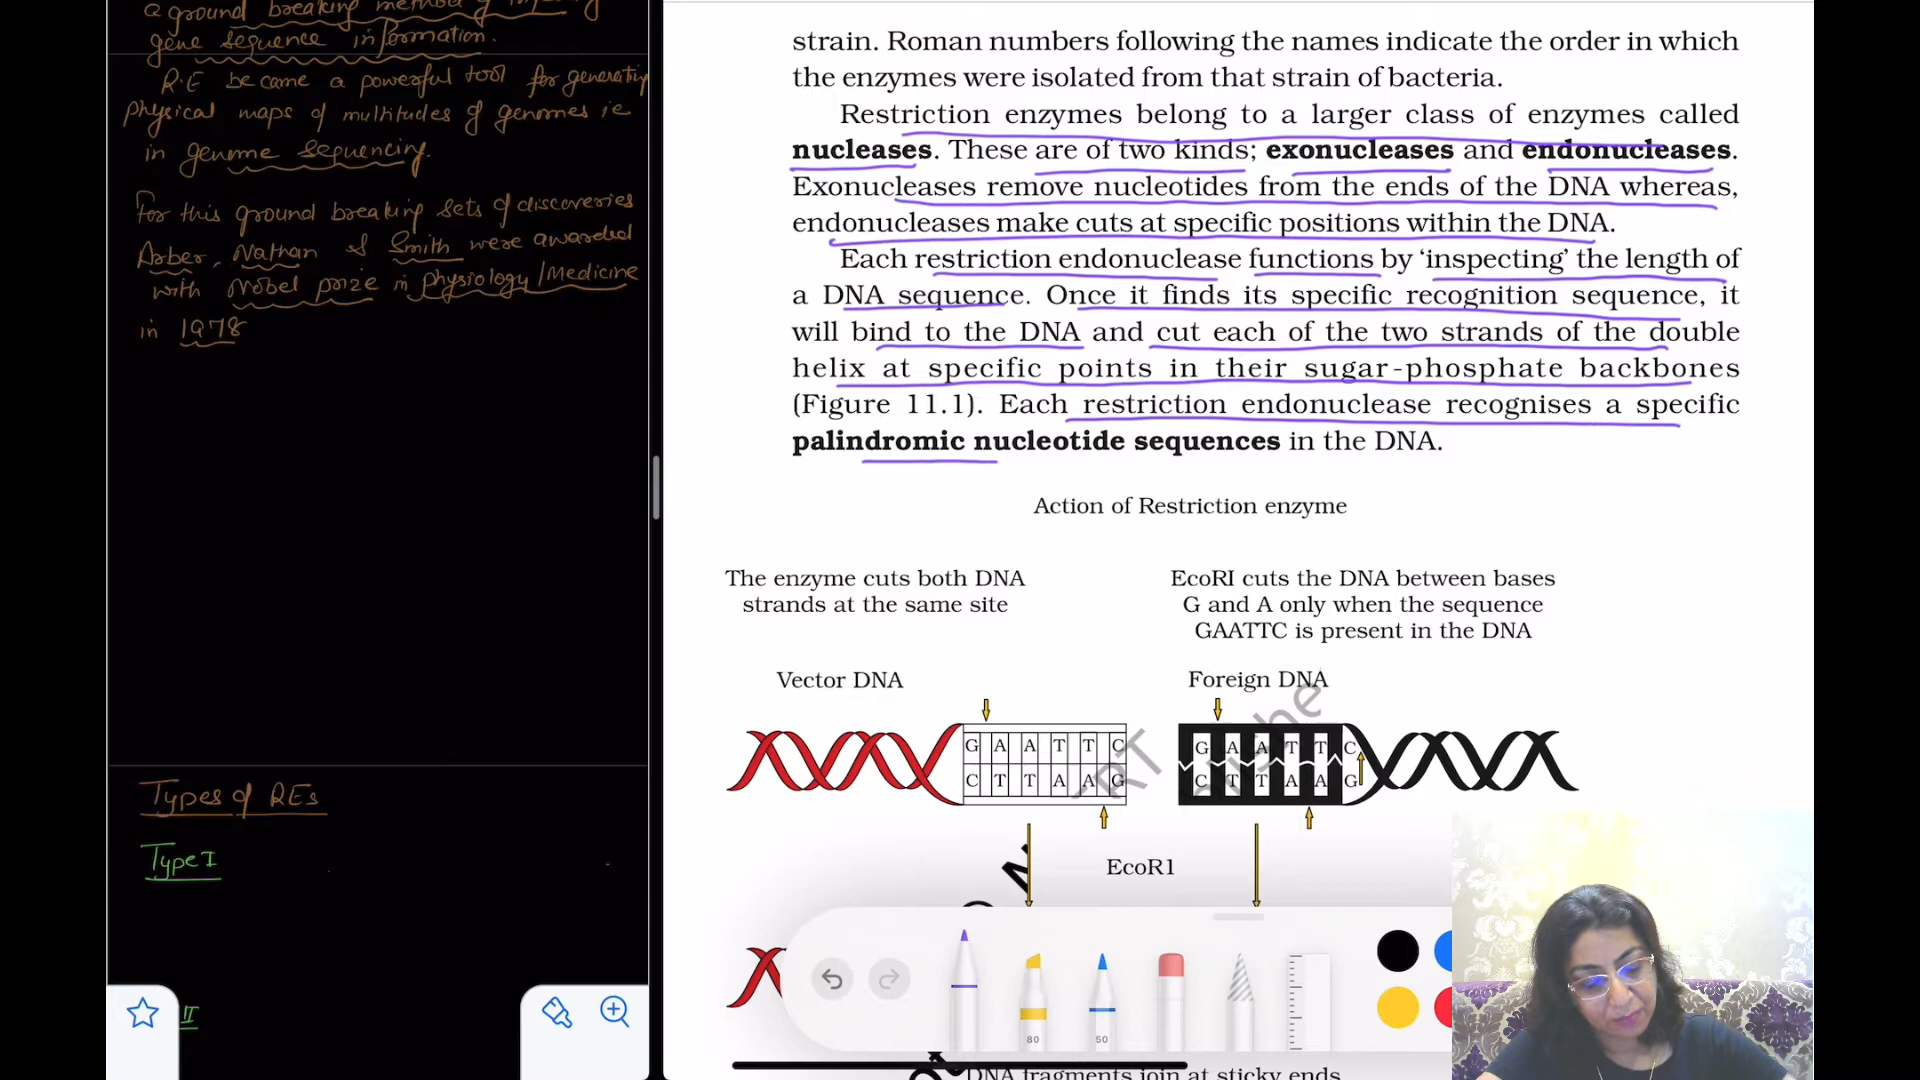 a ground breaking method of
gene sequence information.
R.E became a powerful tool for generating
physical maps of multitudes of genomes ie
in genome sequencing.
For this ground breaking sets of discoveries
Arber, Nathan & Smith were awarded
with Nobel prize in physiology/Medicine
in 1978
Types of REs
Type I
II
strain. Roman numbers following the names indicate the order in which
the enzymes were isolated from that strain of bacteria.
Restriction enzymes belong to a larger class of enzymes called
nucleases. These are of two kinds; exonucleases and endonucleases.
Exonucleases remove nucleotides from the ends of the DNA whereas,
endonucleases make cuts at specific positions within the DNA.
Each restriction endonuclease functions by ‘inspecting’ the length of
a DNA sequence. Once it finds its specific recognition sequence, it
will bind to the DNA and cut each of the two strands of the double
helix at specific points in their sugar-phosphate backbones
(Figure 11.1). Each restriction endonuclease recognises a specific
palindromic nucleotide sequences in the DNA.
Action of Restriction enzyme
The enzyme cuts both DNA
strands at the same site
EcoRI cuts the DNA between bases
G and A only when the sequence
GAATTC is present in the DNA
Vector DNA
Foreign DNA
G A A T T C
C T T A A G
G A A T T C
C T T A A G
EcoR1
80
50
DNA fragments join at sticky ends